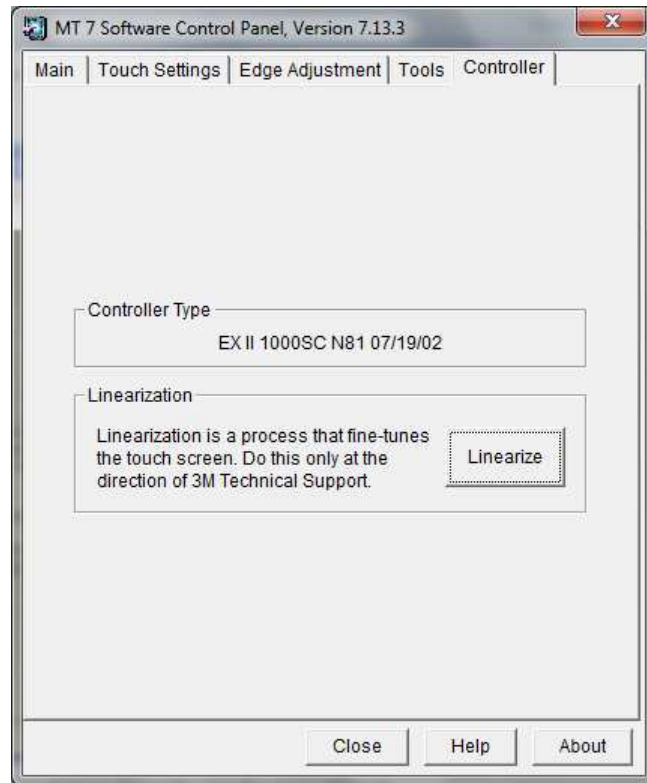 MT 7 Software Control Panel, Version 7.13.3
Main Touch Settings Edge Adjustment Tools Controller
Controller Type
EX II 1000SC N81 07/19/02
Linearization
Linearization is a process that fine-tunes
the touch screen. Do this only at the
direction of 3M Technical Support.
Linearize
Close Help About